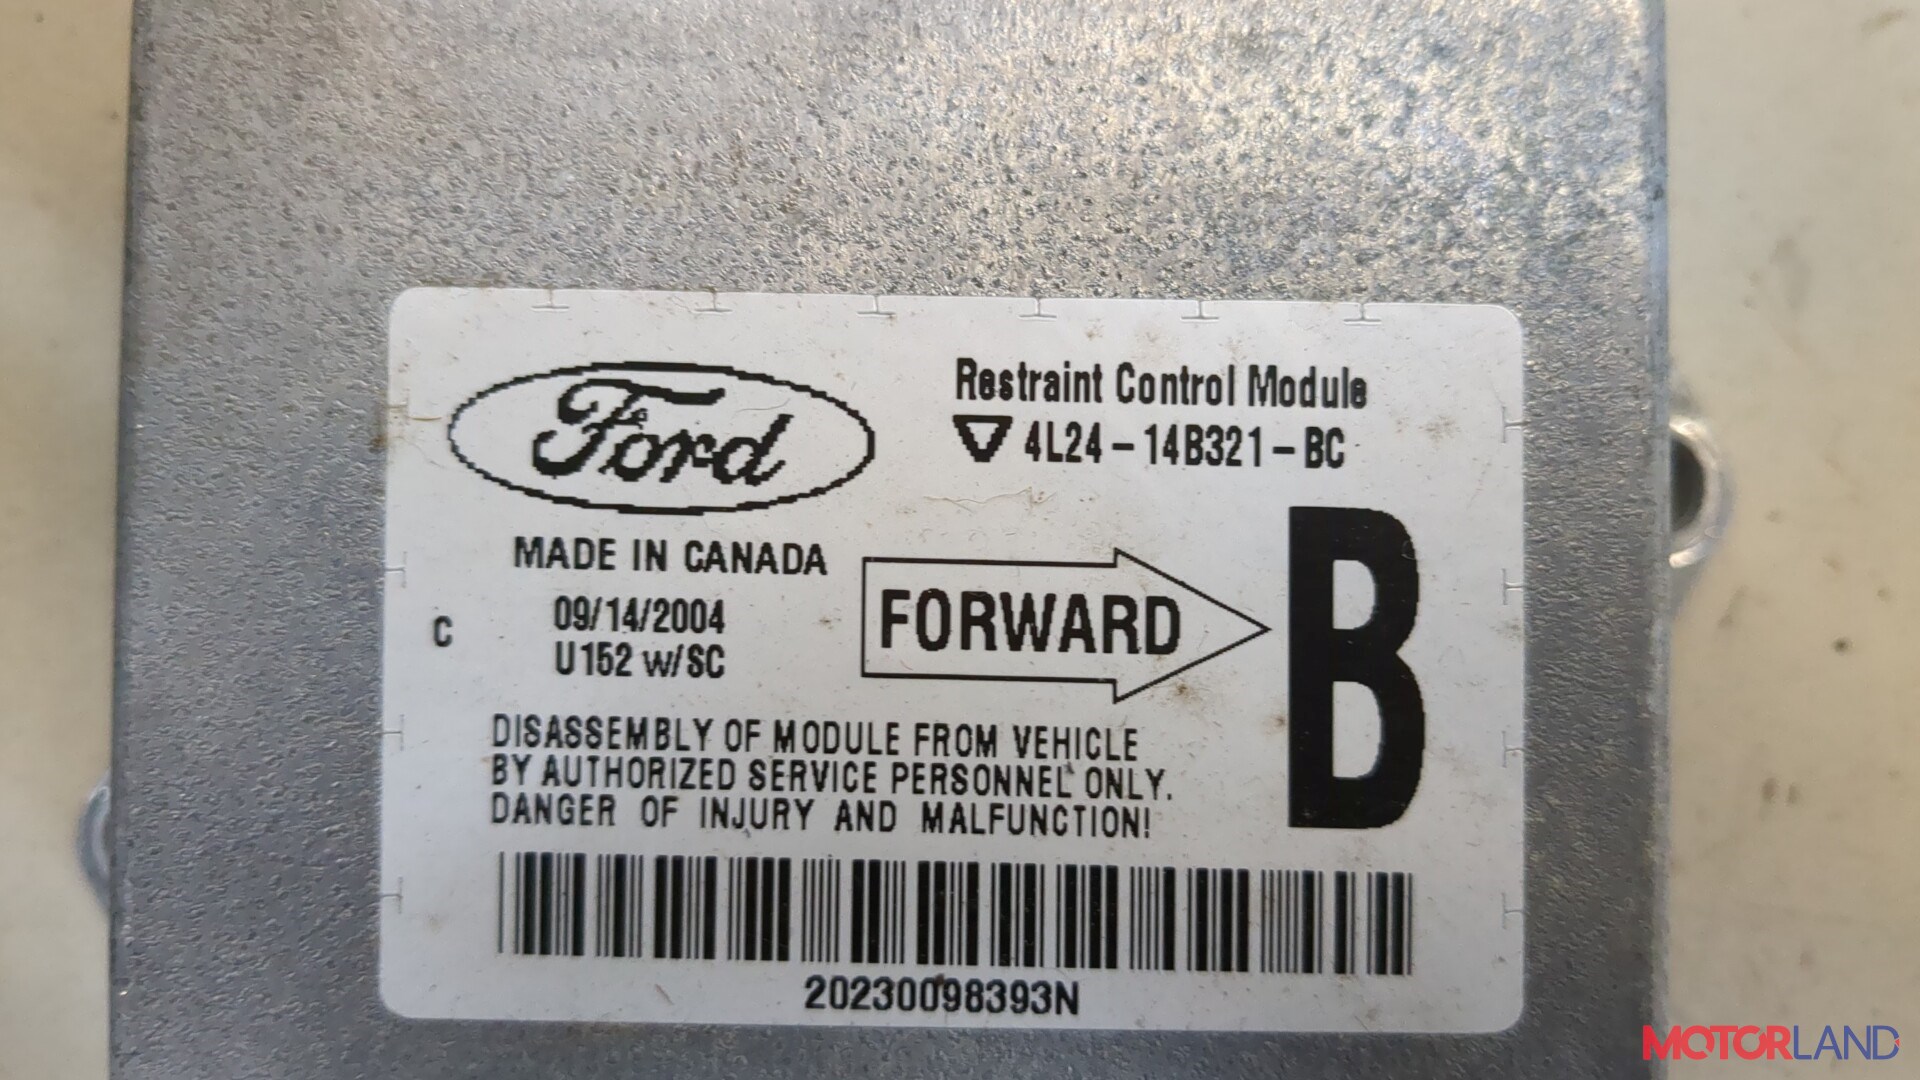 Ford
Restraint Control Module
4L24-14B321-BC
MADE IN CANADA
09/14/2004
C
U152 w/SC
FORWARD
B
DISASSEMBLY OF MODULE FROM VEHICLE
BY AUTHORIZED SERVICE PERSONNEL ONLY.
DANGER OF INJURY AND MALFUNCTION!
20230098393N
MOTORLAND